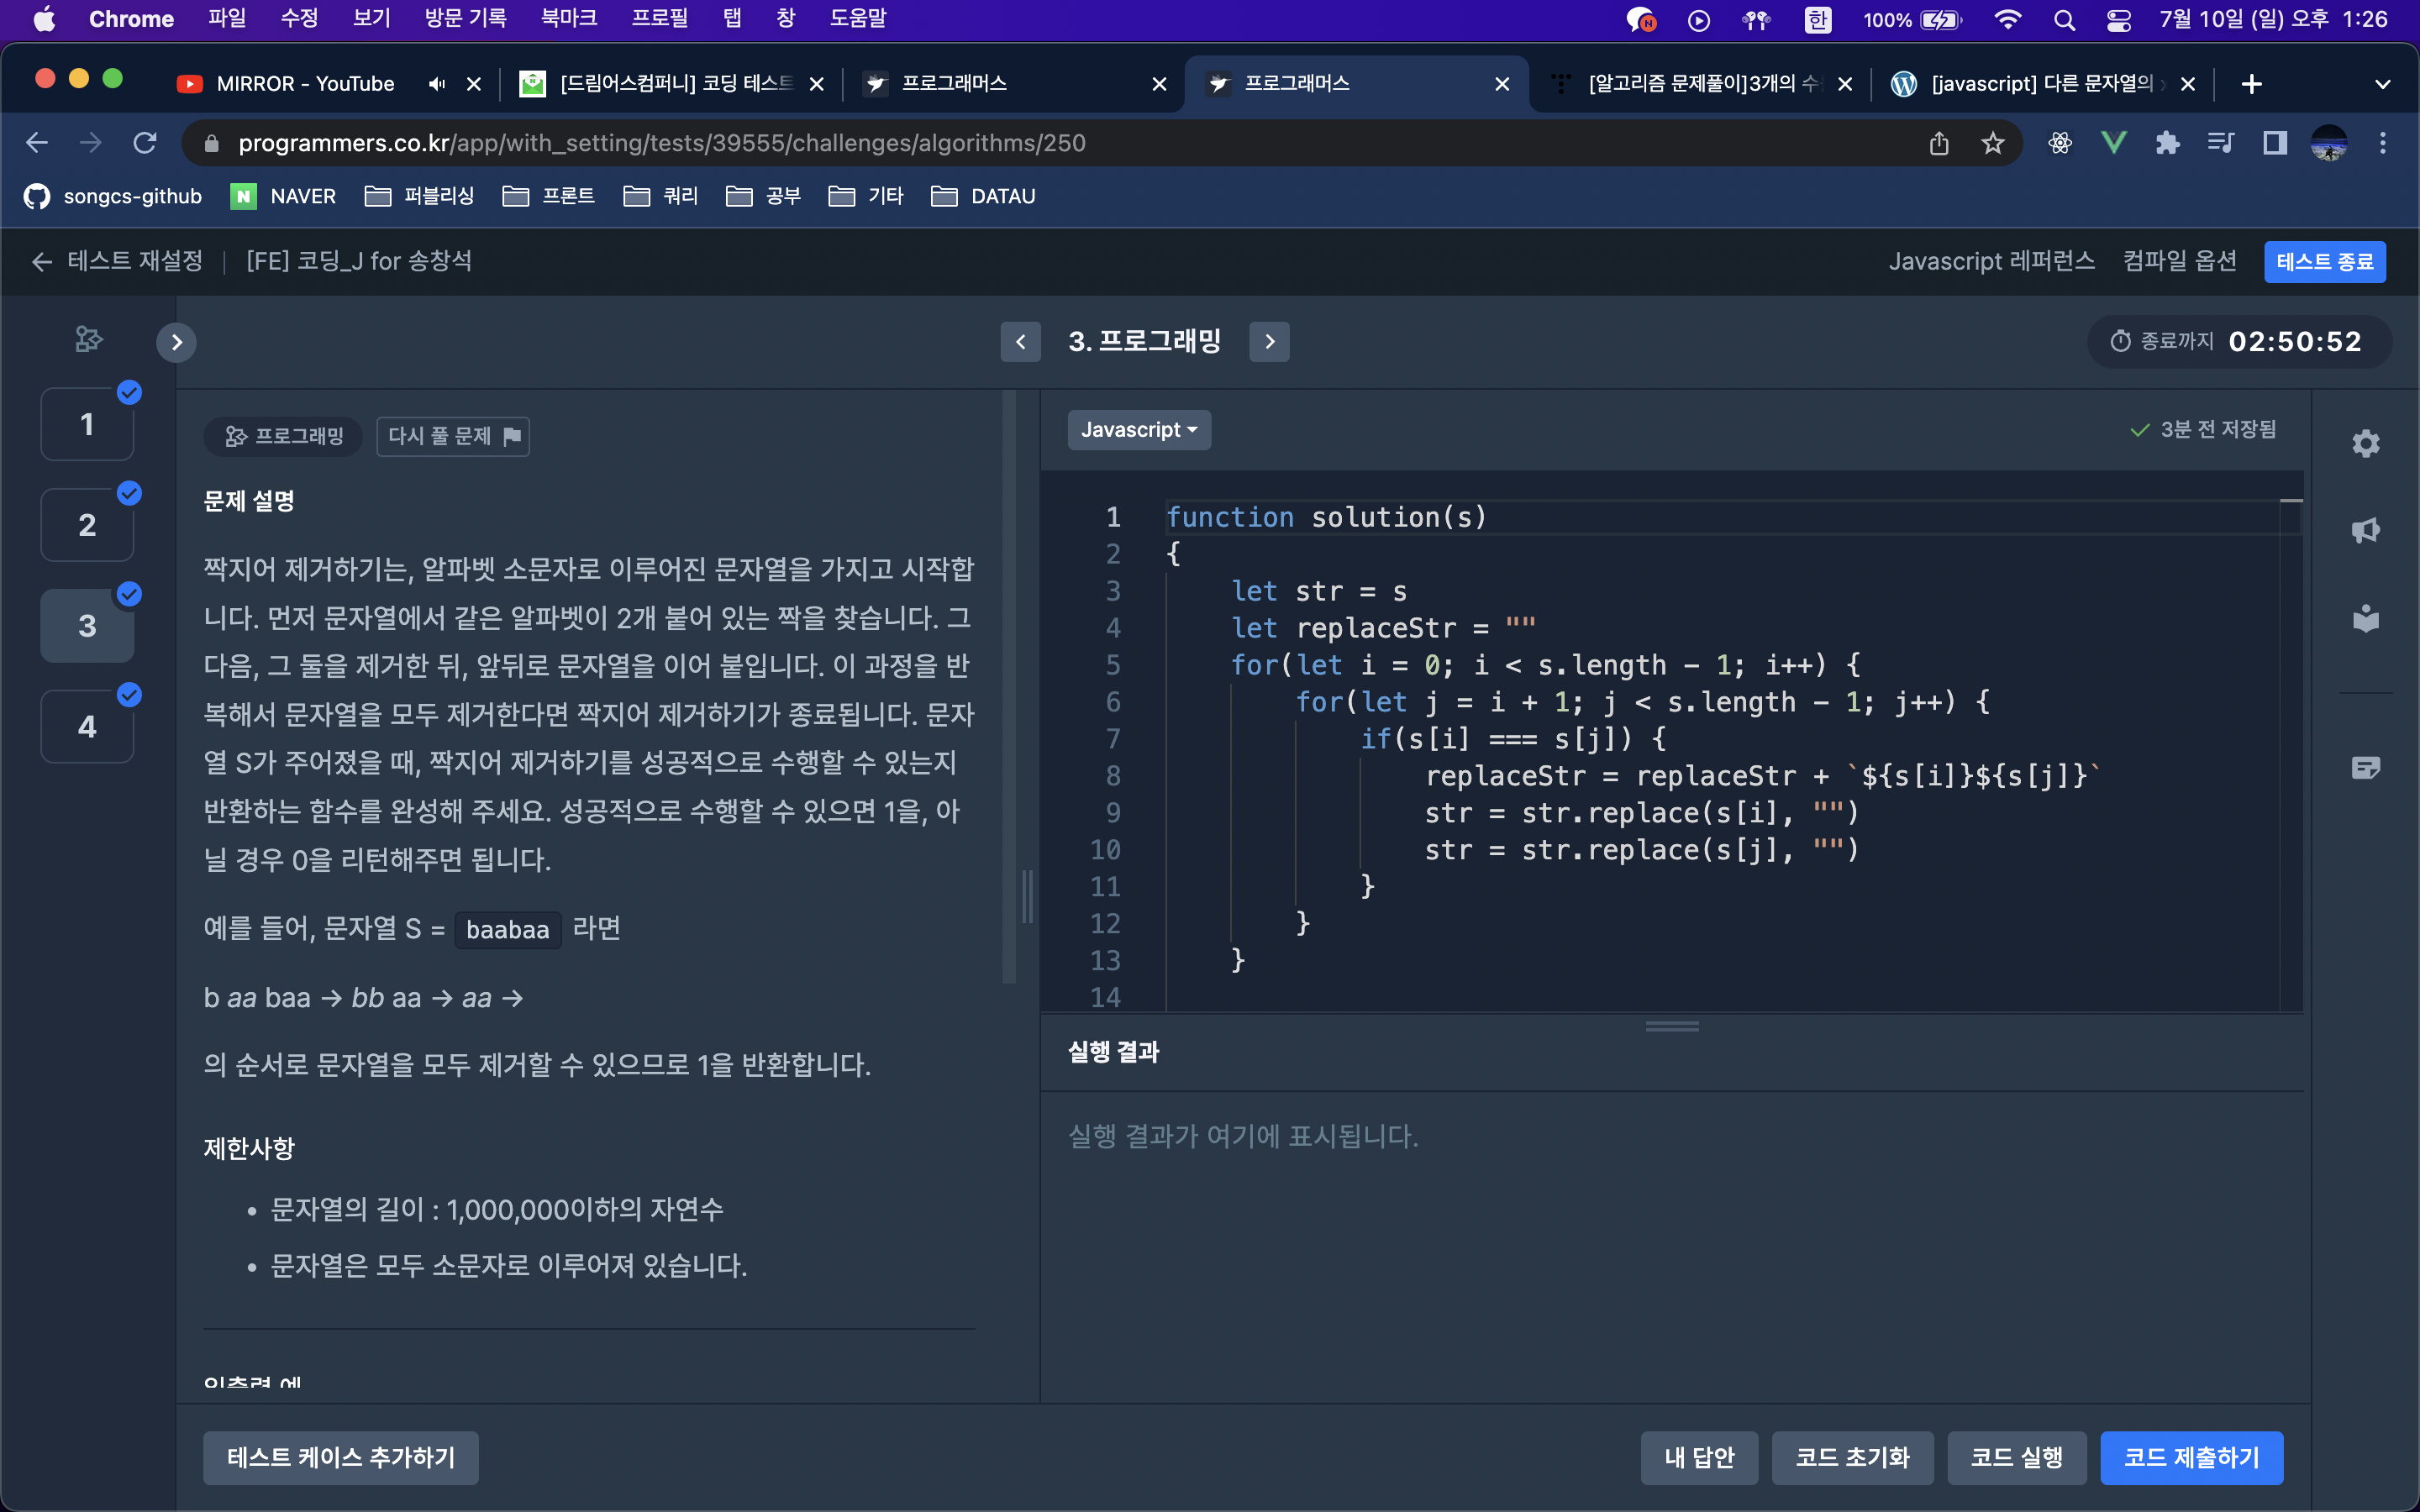 Chrome 파일 수정 보기 방문 기록 북마크 프로필 탭 창 도움말 N 한 100% 7월 10일 (일) 오후 1:26
MIRROR - YouTube [드림어스컴퍼니] 코딩 테스트 프로그래머스 프로그래머스 [알고리즘 문제풀이]3개의 수 [javascript] 다른 문자열의
programmers.co.kr/app/with_setting/tests/39555/challenges/algorithms/250
songcs-github N NAVER 퍼블리싱 프론트 쿼리 공부 기타 DATAU
테스트 재설정 [FE] 코딩_J for 송창석 Javascript 레퍼런스 컴파일 옵션 테스트 종료
3. 프로그래밍 종료까지 02:50:52
1
2
3
4
프로그래밍 다시 풀 문제
문제 설명
짝지어 제거하기는, 알파벳 소문자로 이루어진 문자열을 가지고 시작합
니다. 먼저 문자열에서 같은 알파벳이 2개 붙어 있는 짝을 찾습니다. 그
다음, 그 둘을 제거한 뒤, 앞뒤로 문자열을 이어 붙입니다. 이 과정을 반
복해서 문자열을 모두 제거한다면 짝지어 제거하기가 종료됩니다. 문자
열 S가 주어졌을 때, 짝지어 제거하기를 성공적으로 수행할 수 있는지
반환하는 함수를 완성해 주세요. 성공적으로 수행할 수 있으면 1을, 아
닐 경우 0을 리턴해주면 됩니다.
예를 들어, 문자열 S = baabaa 라면
b aa baa → bb aa → aa →
의 순서로 문자열을 모두 제거할 수 있으므로 1을 반환합니다.
제한사항
• 문자열의 길이 : 1,000,000이하의 자연수
• 문자열은 모두 소문자로 이루어져 있습니다.
입출력 예
Javascript 3분 전 저장됨
1 function solution(s)
2 {
3 let str = s
4 let replaceStr = ""
5 for(let i = 0; i < s.length - 1; i++) {
6 for(let j = i + 1; j < s.length - 1; j++) {
7 if(s[i] === s[j]) {
8 replaceStr = replaceStr + `${s[i]}${s[j]}`
9 str = str.replace(s[i], "")
10 str = str.replace(s[j], "")
11 }
12 }
13 }
14
실행 결과
실행 결과가 여기에 표시됩니다.
테스트 케이스 추가하기 내 답안 코드 초기화 코드 실행 코드 제출하기